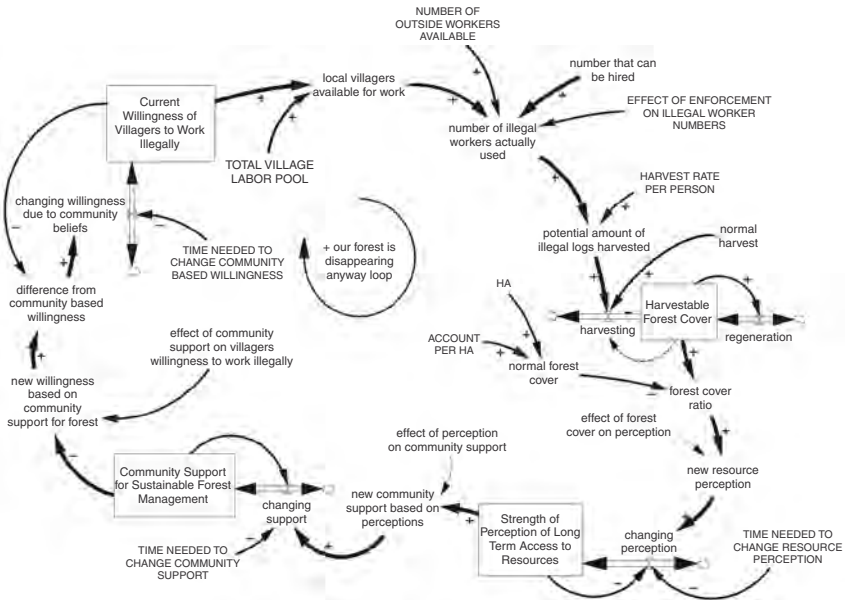 NUMBER OF
OUTSIDE WORKERS
AVAILABLE
local villagers
available for work
number that can
be hired
Current
Willingness of
Villagers to Work
Illegally
EFFECT OF ENFORCEMENT
ON ILLEGAL WORKER
NUMBERS
number of illegal
workers actually
used
TOTAL VILLAGE
LABOR POOL
HARVEST RATE
PER PERSON
changing willingness
due to community
beliefs
potential amount of
illegal logs harvested
normal
harvest
TIME NEEDED TO
CHANGE COMMUNITY
BASED WILLINGNESS
+ our forest is
disappearing
anyway loop
difference from
community based
willingness
HA
Harvestable
Forest Cover
harvesting
regeneration
effect of community
support on villagers
willingness to work illegally
ACCOUNT
PER HA
normal forest
cover
new willingness
based on
community
support for forest
forest cover
ratio
effect of forest
cover on perception
effect of perception
on community support
new resource
perception
Community Support
for Sustainable Forest
Management
changing
support
new community
support based on
perceptions
Strength of
Perception of Long
Term Access to
Resources
changing
perception
TIME NEEDED TO
CHANGE RESOURCE
PERCEPTION
TIME NEEDED TO
CHANGE COMMUNITY
SUPPORT